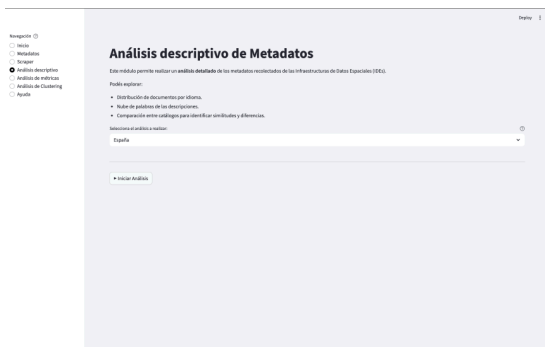 Deploy
Navegación
Inicio
Metadatos
Scraper
Análisis descriptivo
Análisis de métricas
Análisis de Clustering
Ayuda
Análisis descriptivo de Metadatos
Este módulo permite realizar un análisis detallado de los metadatos recolectados de las Infraestructuras de Datos Espaciales (IDEs).
Podés explorar:
• Distribución de documentos por idioma.
• Nube de palabras de las descripciones.
• Comparación entre catálogos para identificar similitudes y diferencias.
Selecciona el análisis a realizar:
España
Iniciar Análisis